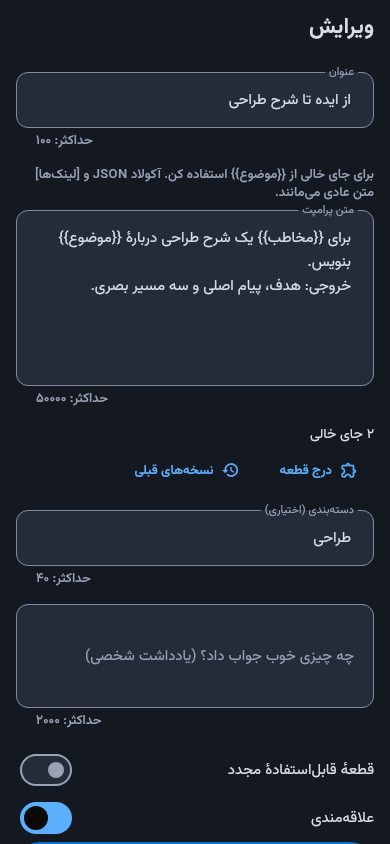 ویرایش
عنوان
از ایده تا شرح طراحی
حداکثر: ۱۰۰
برای جای خالی از {{موضوع}} استفاده کن. آکولاد JSON و [لینک‌ها]
متن عادی می‌مانند.
متن پرامپت
برای {{مخاطب}} یک شرح طراحی دربارهٔ {{موضوع}}
بنویس.
خروجی: هدف، پیام اصلی و سه مسیر بصری.
حداکثر: ۵۰۰۰۰
۲ جای خالی
درج قطعه
نسخه‌های قبلی
دسته‌بندی (اختیاری)
طراحی
حداکثر: ۴۰
چه چیزی خوب جواب داد؟ (یادداشت شخصی)
حداکثر: ۲۰۰۰
قطعهٔ قابل‌استفادهٔ مجدد
علاقه‌مندی